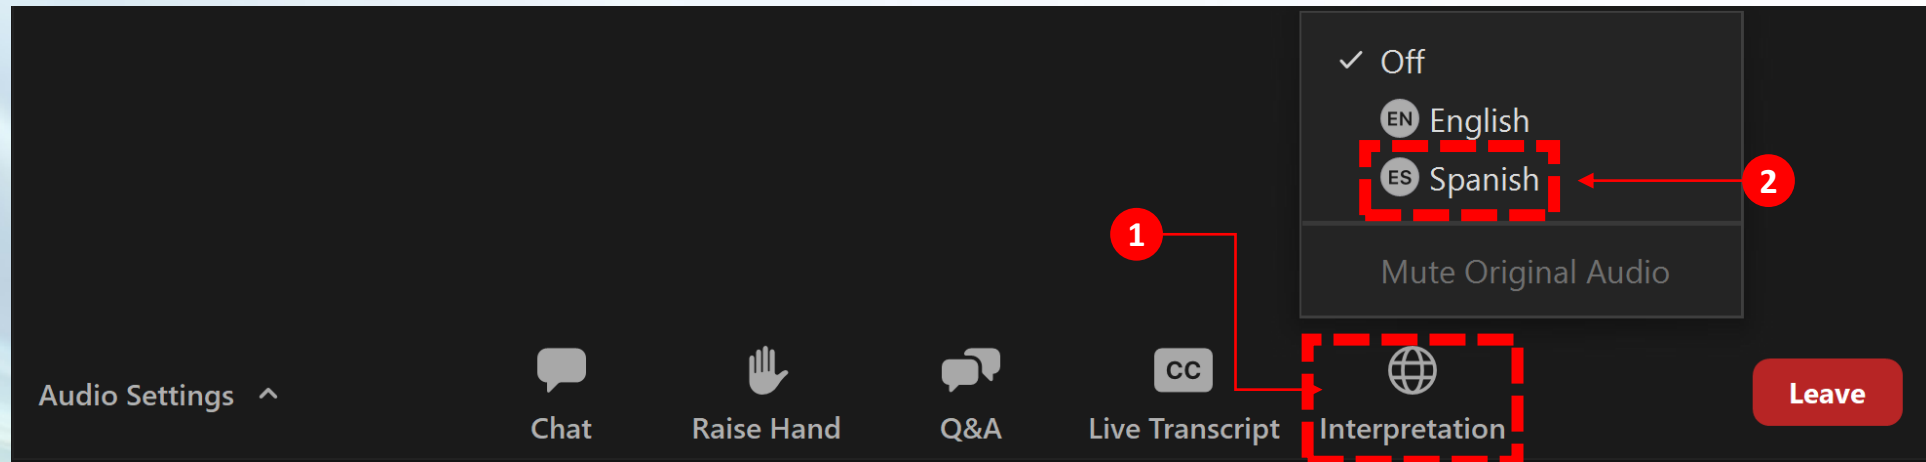 Off
EN English
ES Spanish
2
1
Mute Original Audio
CC
Audio Settings
Chat
Raise Hand
Q&A
Live Transcript
Interpretation
Leave